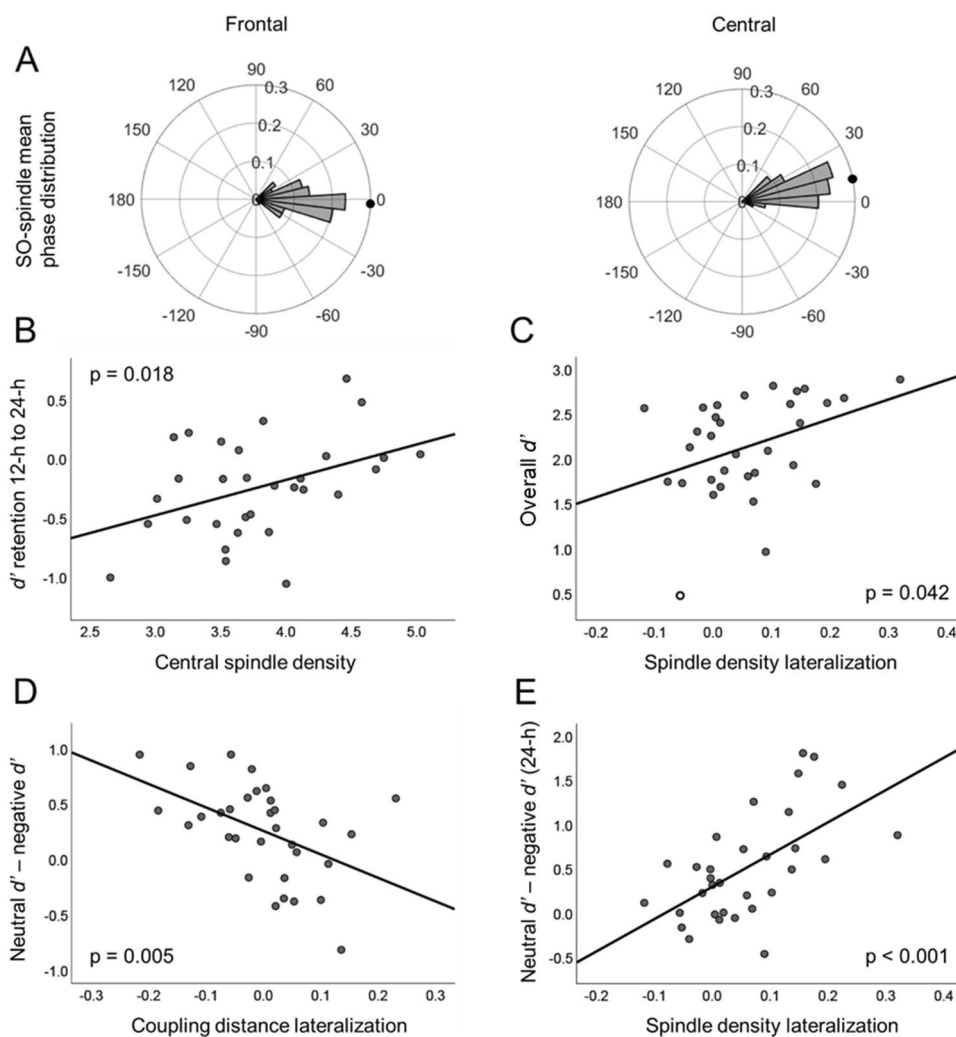 Frontal
Central
A
SO-spindle mean
phase distribution
90
120
60
0.3
150
0.2
30
0.1
180
0
0
-150
-30
-120
-60
-90
90
120
60
0.3
150
0.2
30
0.1
180
0
0
-150
-30
-120
-60
-90
B
p = 0.018
d' retention 12-h to 24-h
0.5
0.0
-0.5
-1.0
2.5 3.0 3.5 4.0 4.5 5.0
Central spindle density
C
Overall d'
3.0
2.5
2.0
1.5
1.0
0.5
p = 0.042
-0.2 -0.1 0.0 0.1 0.2 0.3 0.4
Spindle density lateralization
D
Neutral d' – negative d'
1.0
0.5
0.0
-0.5
-1.0
p = 0.005
-0.3 -0.2 -0.1 0.0 0.1 0.2 0.3
Coupling distance lateralization
E
Neutral d' – negative d' (24-h)
2.0
1.5
1.0
0.5
0.0
-0.5
p < 0.001
-0.2 -0.1 0.0 0.1 0.2 0.3 0.4
Spindle density lateralization